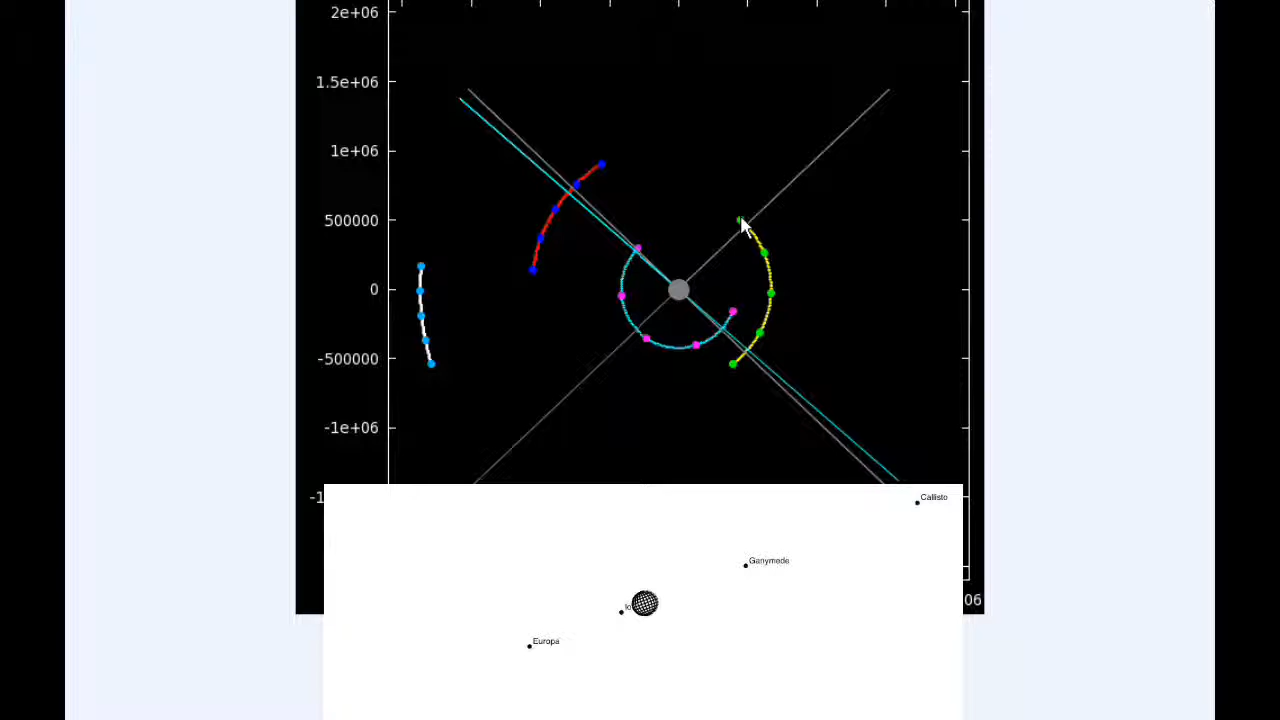 2e+06
1.5e+06
1e+06
500000
0
-500000
-1e+06
-1
Callisto
Ganymede
06
Europa